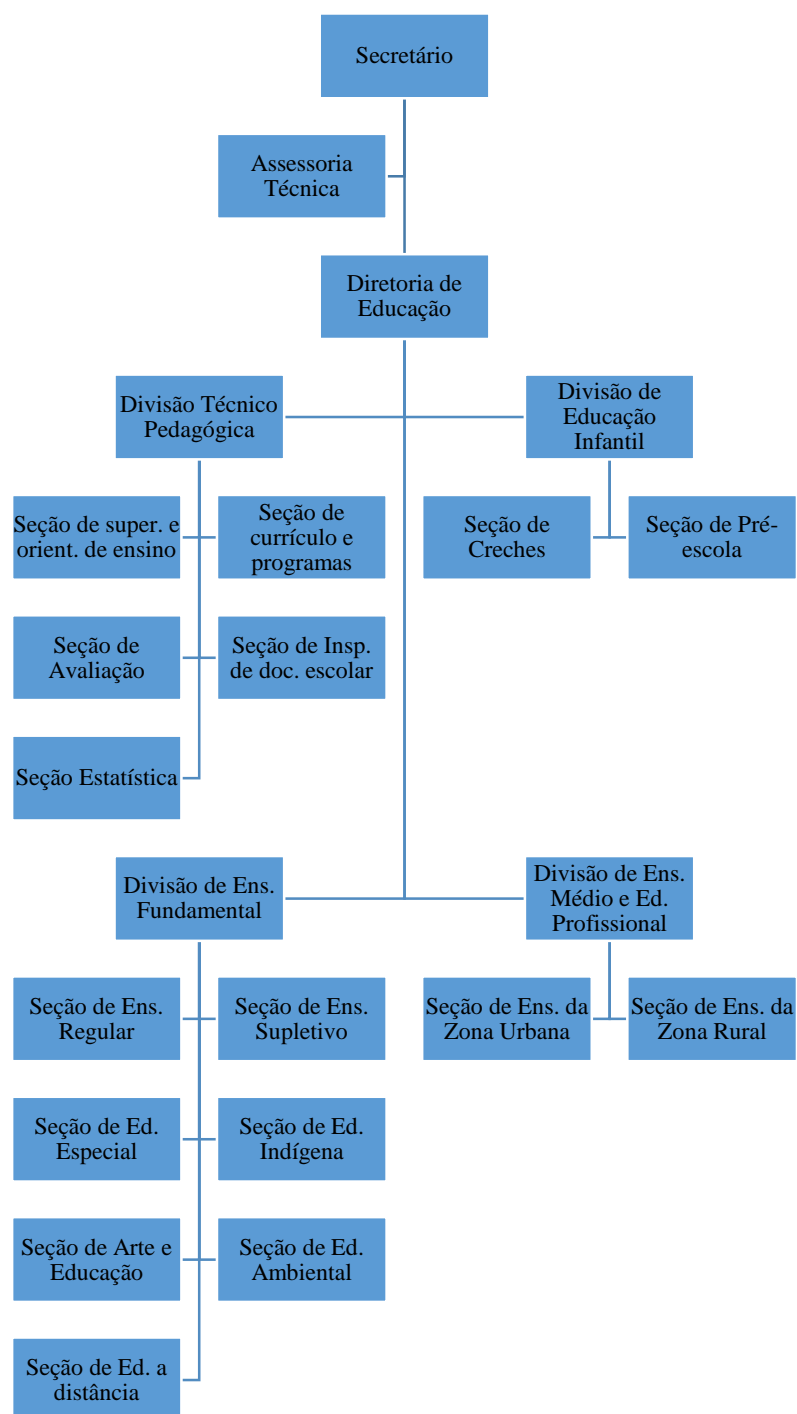 Secretário
Assessoria
Técnica
Diretoria de
Educação
Divisão Técnico
Pedagógica
Divisão de
Educação
Infantil
Seção de super. e
orient. de ensino
Seção de
currículo e
programas
Seção de
Creches
Seção de Pré-
escola
Seção de
Avaliação
Seção de Insp.
de doc. escolar
Seção Estatística
Divisão de Ens.
Fundamental
Divisão de Ens.
Médio e Ed.
Profissional
Seção de Ens.
Regular
Seção de Ens.
Supletivo
Seção de Ens. da
Zona Urbana
Seção de Ens. da
Zona Rural
Seção de Ed.
Especial
Seção de Ed.
Indígena
Seção de Arte e
Educação
Seção de Ed.
Ambiental
Seção de Ed. a
distância